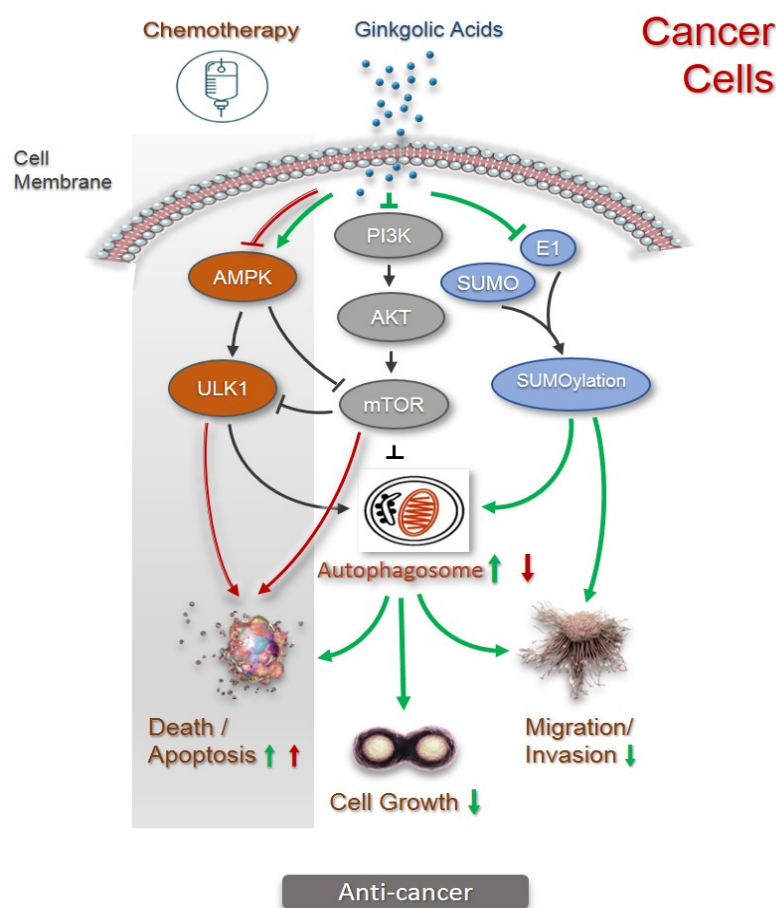 Chemotherapy
Ginkgolic Acids
Cancer
Cells
Cell
Membrane
PI3K
E1
AMPK
SUMO
AKT
ULK1
mTOR
SUMOylation
Autophagosome
Death /
Apoptosis
Migration/
Invasion
Cell Growth
Anti-cancer